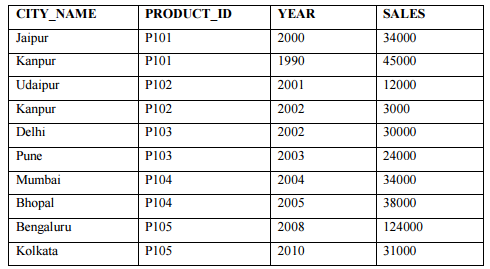 CITY_NAME PRODUCT_ID YEAR SALES
Jaipur P101 2000 34000
Kanpur P101 1990 45000
Udaipur P102 2001 12000
Kanpur P102 2002 3000
Delhi P103 2002 30000
Pune P103 2003 24000
Mumbai P104 2004 34000
Bhopal P104 2005 38000
Bengaluru P105 2008 124000
Kolkata P105 2010 31000